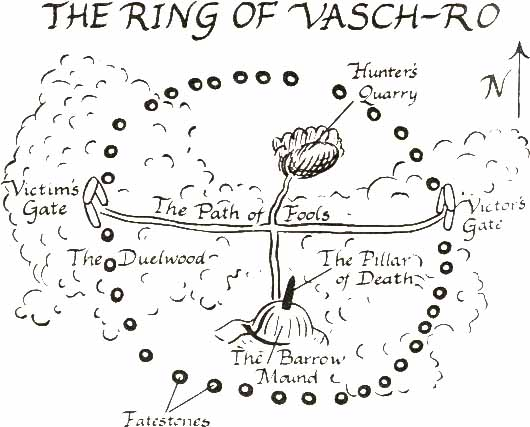 THE RING OF VASCH-RO
Hunter's
Quarry
N
Victim's
Gate
The Path of Fools
Victor's
Gate
The Duelwood
The Pillar
of Death
The Barrow
Mound
Fatestones